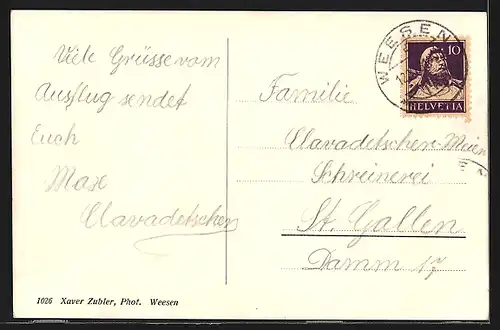 Viele Grüsse vom
Ausflug sendet
Euch
Max
Clavadetscher
WEESEN
10
HELVETIA
Familie
Clavadetscher-Meier
Schreinerei
St. Gallen
Damm 17
1026 Xaver Zubler, Phot. Weesen